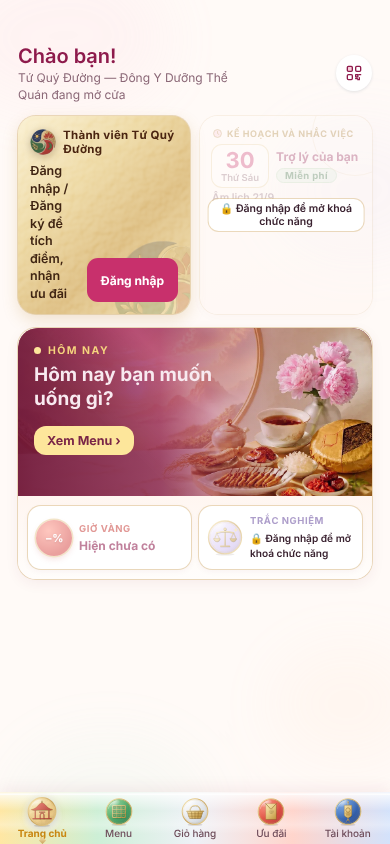 Chào bạn!
Tứ Quý Đường — Đông Y Dưỡng Thể
Quán đang mở cửa
Thành viên Tứ Quý
Đường
Đăng
nhập /
Đăng
ký để
tích
điểm,
nhận
ưu đãi
Đăng nhập
KẾ HOẠCH VÀ NHẮC VIỆC
30
Thứ Sáu
Trợ lý của bạn
Miễn phí
Âm lịch 21/9
🔒 Đăng nhập để mở khoá
chức năng
HÔM NAY
Hôm nay bạn muốn
uống gì?
Xem Menu ›
−%
GIỜ VÀNG
Hiện chưa có
TRẮC NGHIỆM
🔒 Đăng nhập để mở
khoá chức năng
Trang chủ
Menu
Giỏ hàng
Ưu đãi
Tài khoản